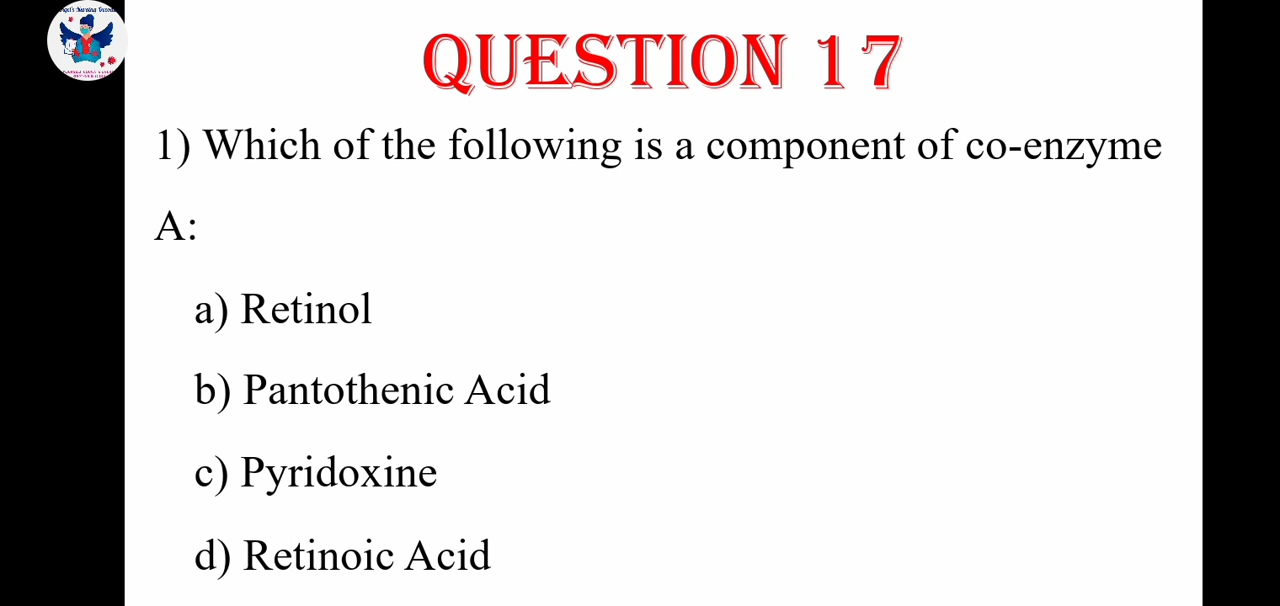 QUESTION 17
1) Which of the following is a component of co-enzyme
A:
a) Retinol
b) Pantothenic Acid
c) Pyridoxine
d) Retinoic Acid